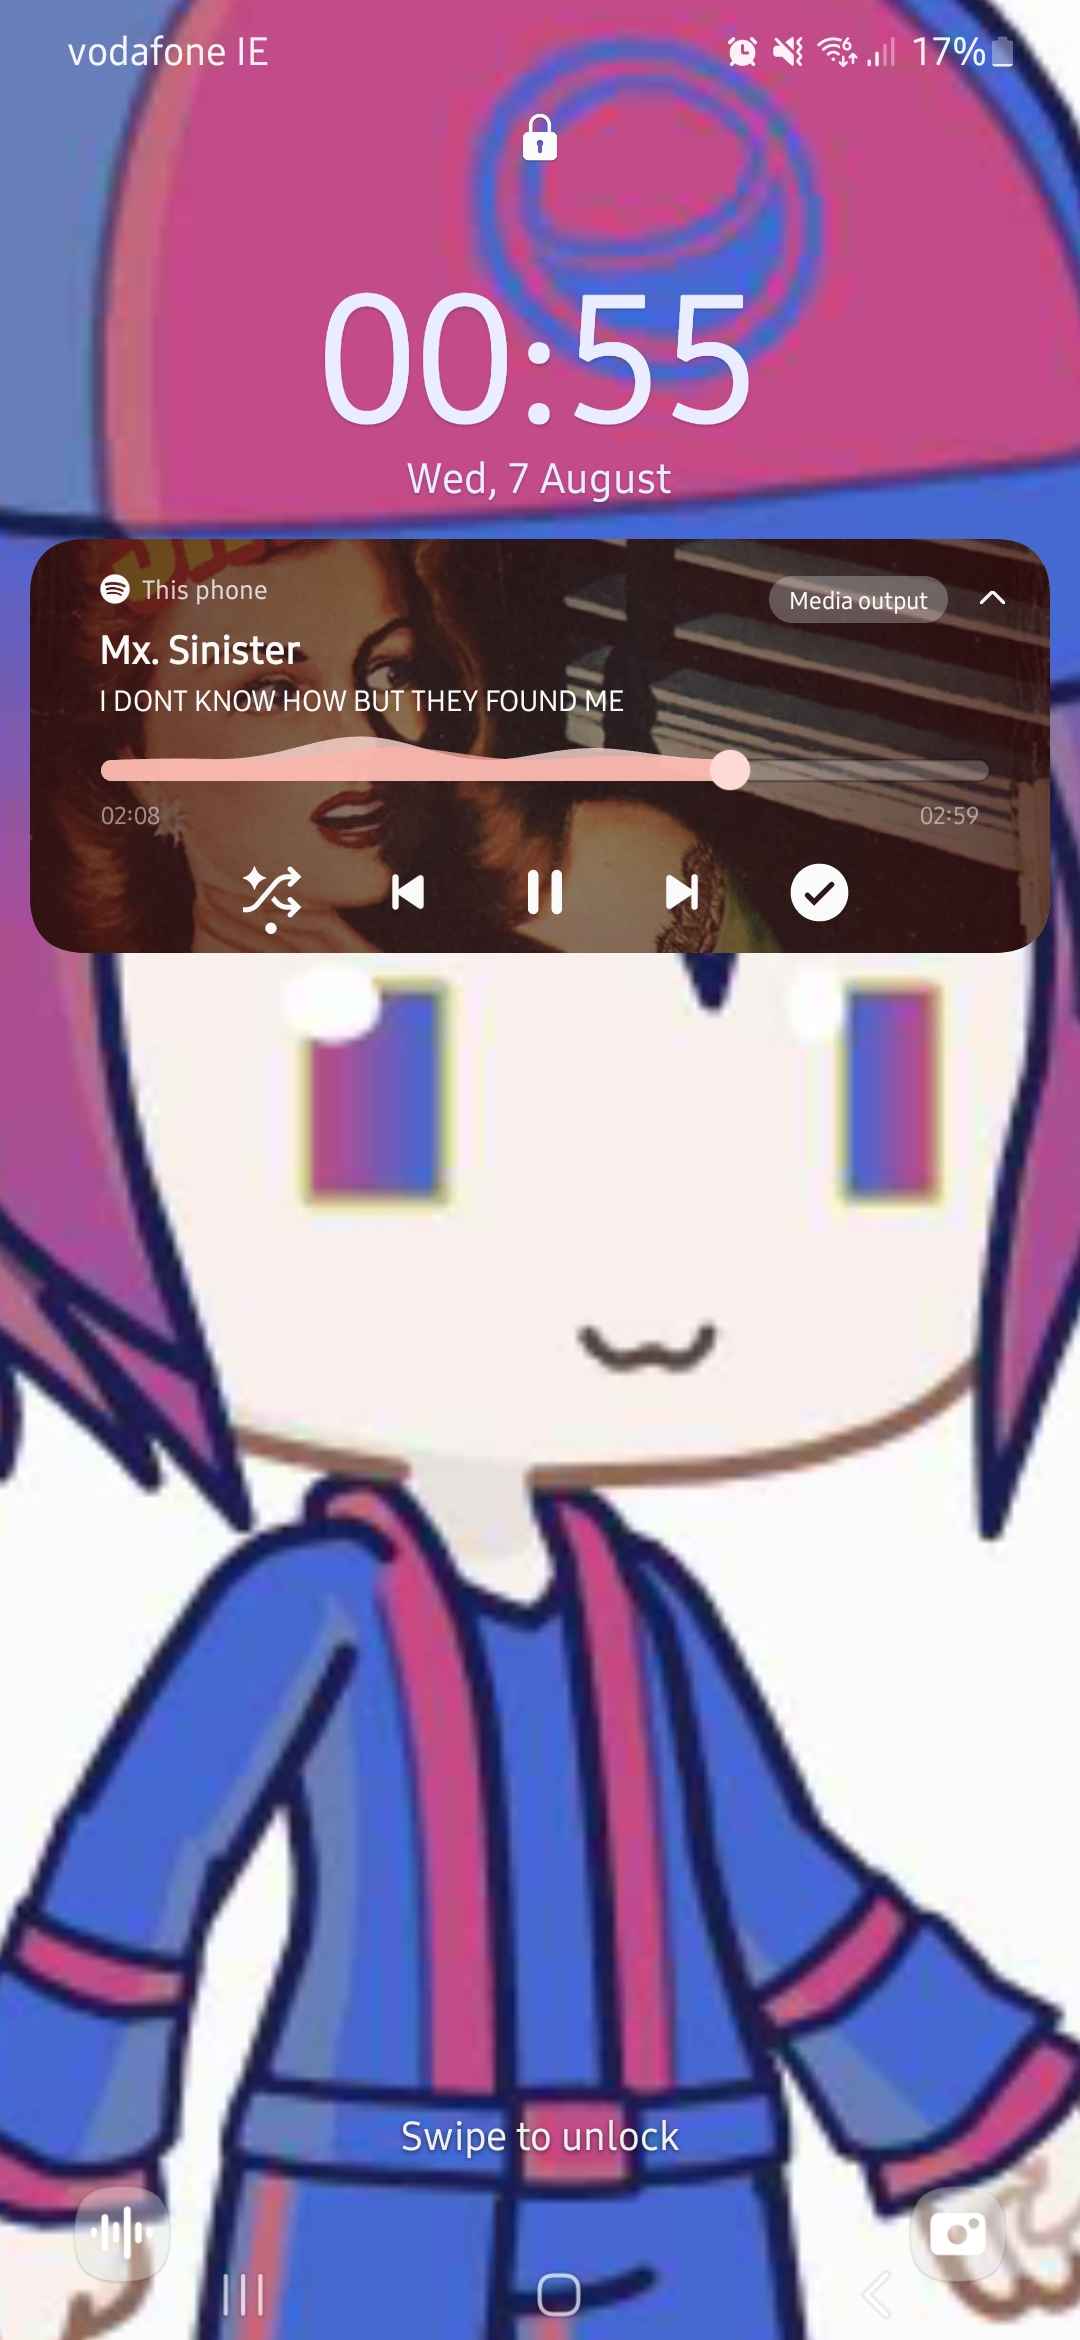 vodafone IE 6 17%
00:55
Wed, 7 August
This phone Media output
Mx. Sinister
I DONT KNOW HOW BUT THEY FOUND ME
02:08 02:59
Swipe to unlock